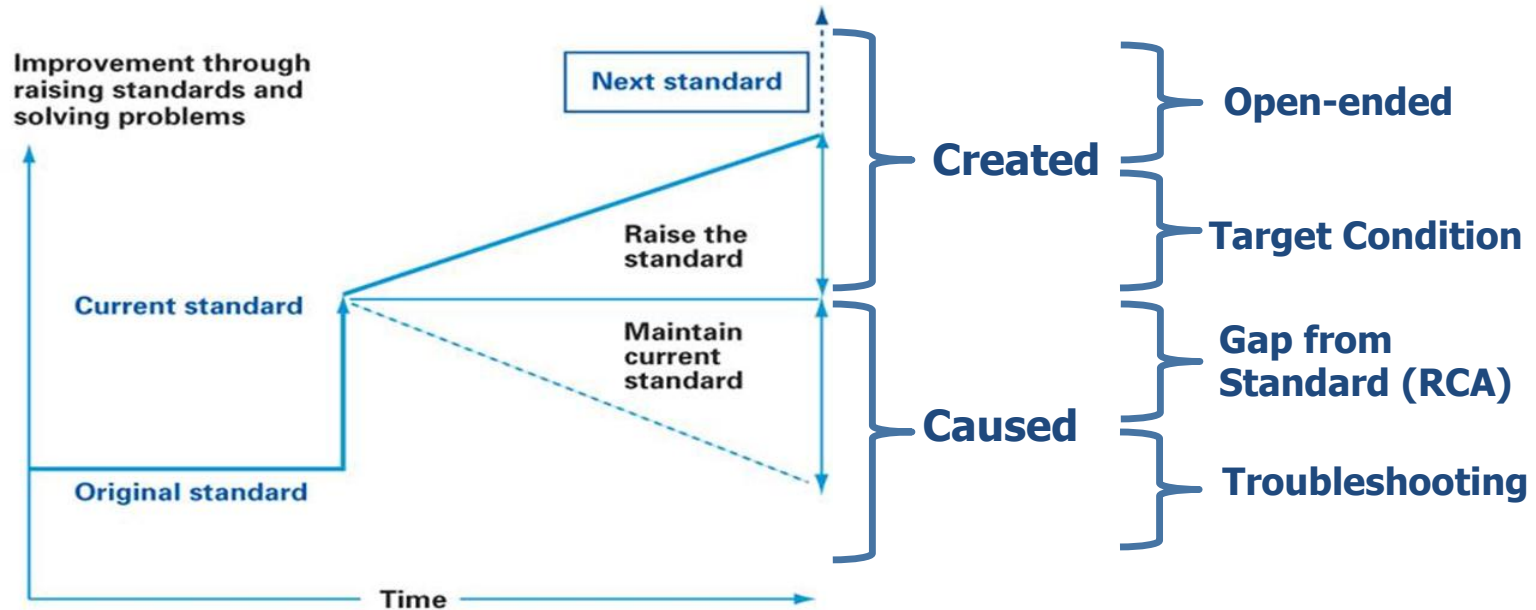 Improvement through
raising standards and
solving problems
Next standard
Raise the
standard
Current standard
Maintain
current
standard
Original standard
Time
Created
Caused
Open-ended
Target Condition
Gap from
Standard (RCA)
Troubleshooting